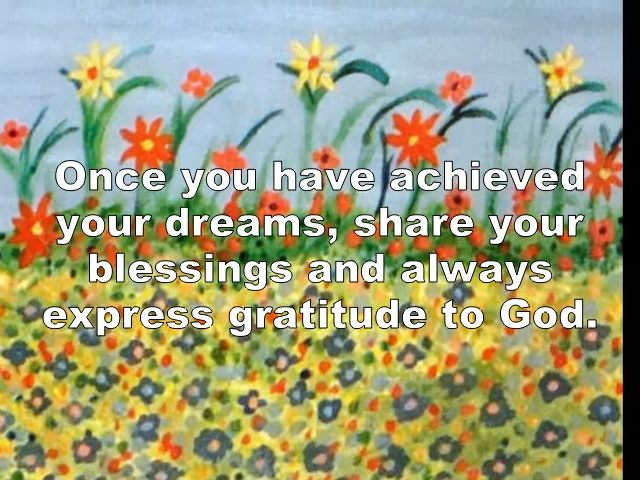 Once you have achieved
your dreams, share your
blessings and always
express gratitude to God.